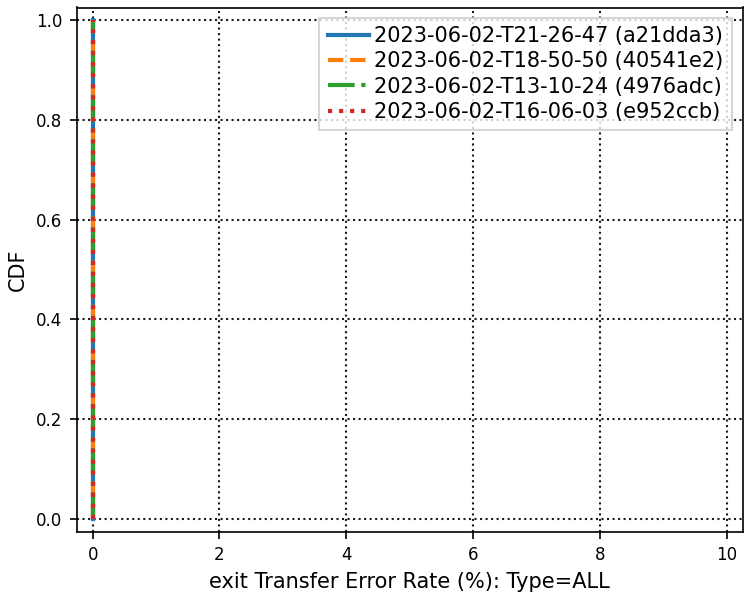 2023-06-02-T21-26-47 (a21dda3)
2023-06-02-T18-50-50 (40541e2)
2023-06-02-T13-10-24 (4976adc)
2023-06-02-T16-06-03 (e952ccb)
1.0
0.8
0.6
0.4
0.2
0.0
CDF
0 2 4 6 8 10
exit Transfer Error Rate (%): Type=ALL